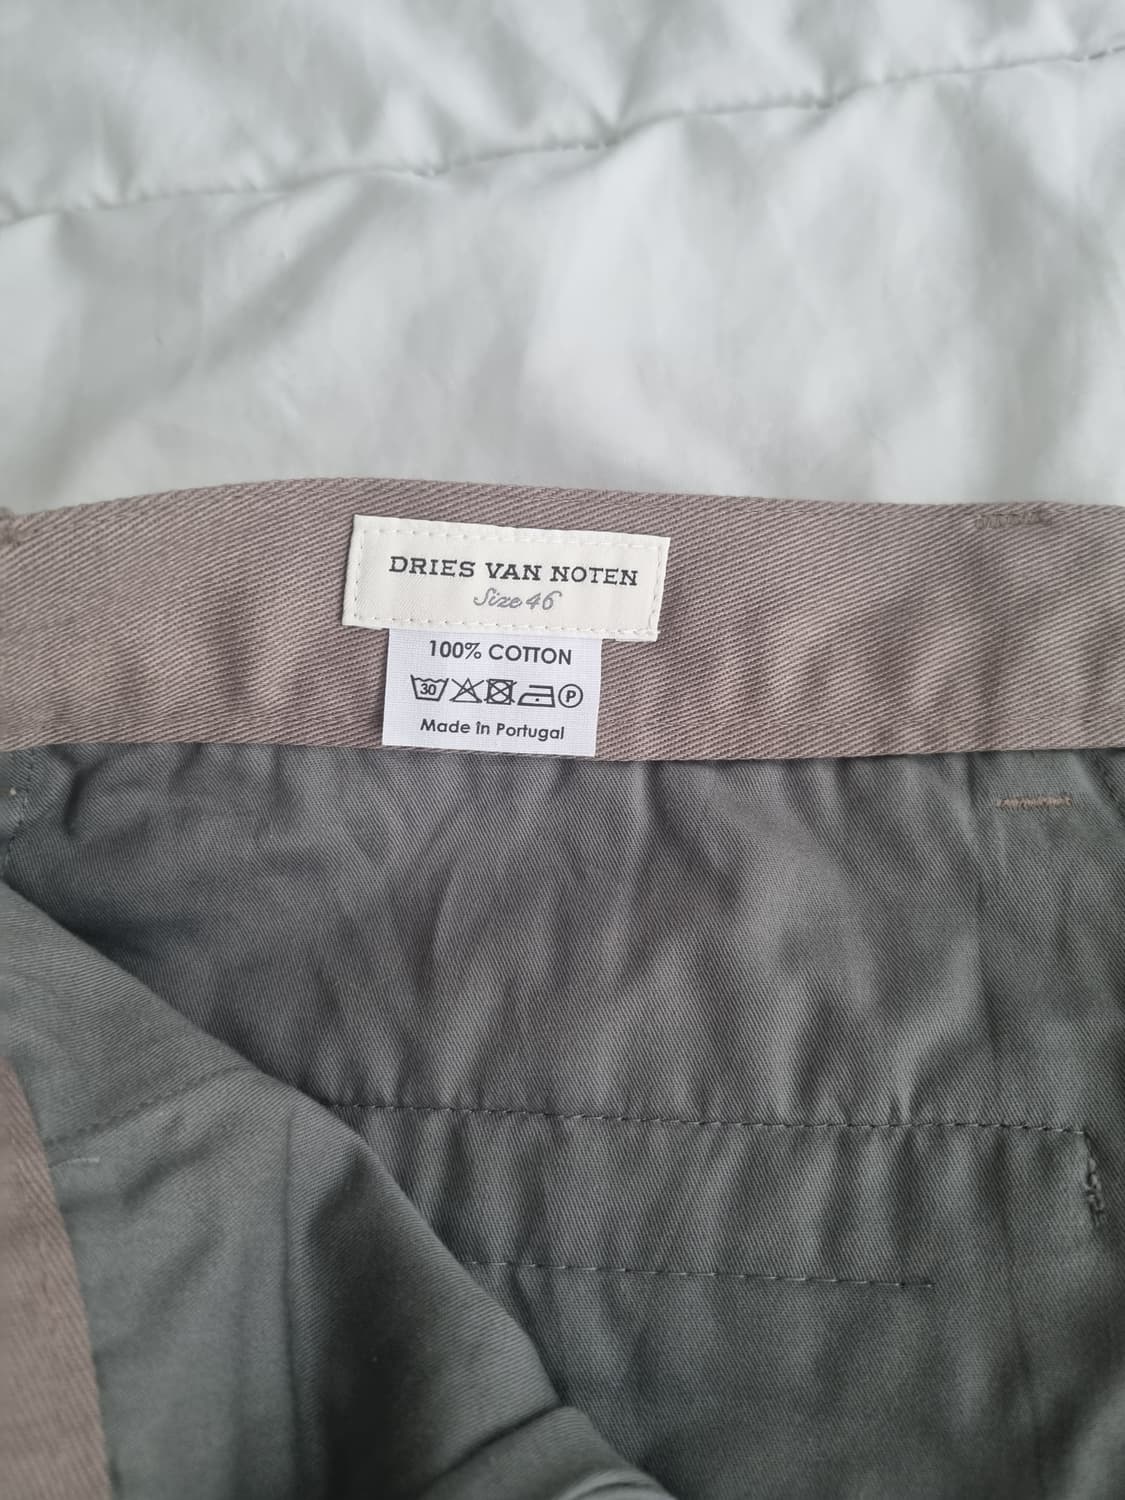 DRIES VAN NOTEN
Size 46
100% COTTON
30 P
Made in Portugal